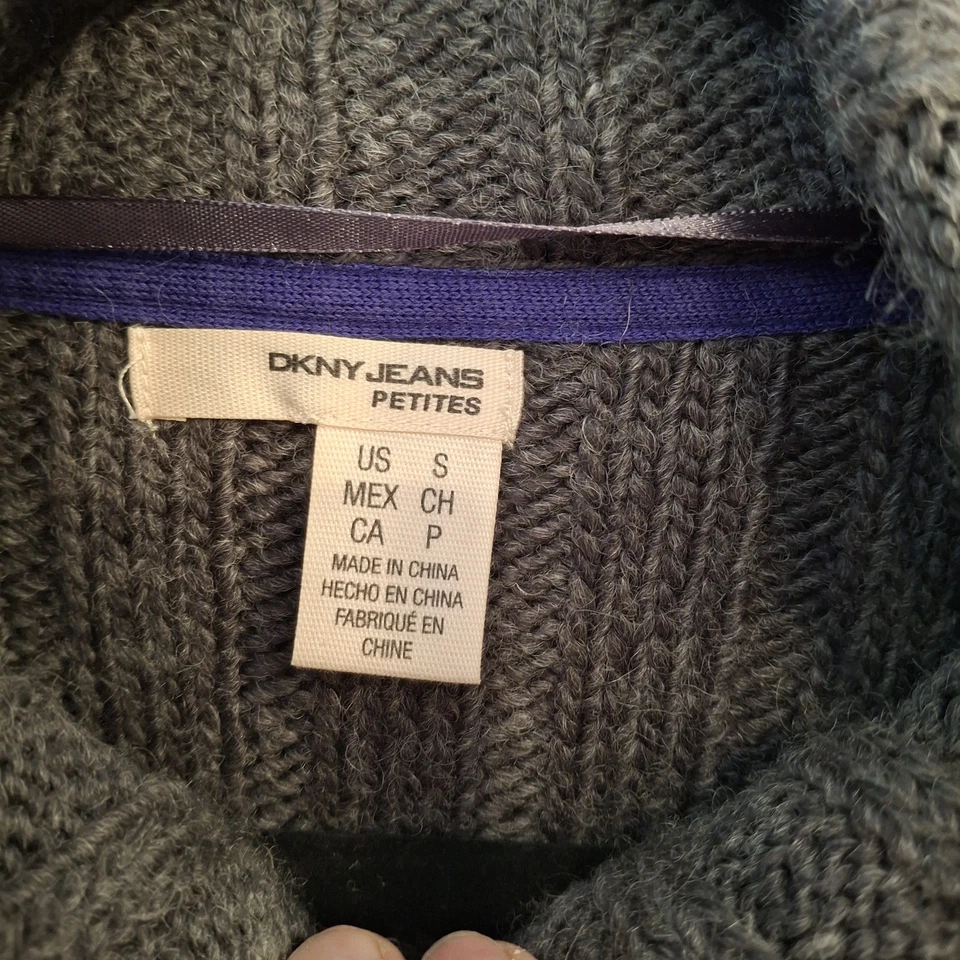 DKNY JEANS
PETITES
US S
MEX CH
CA P
MADE IN CHINA
HECHO EN CHINA
FABRIQUÉ EN
CHINE